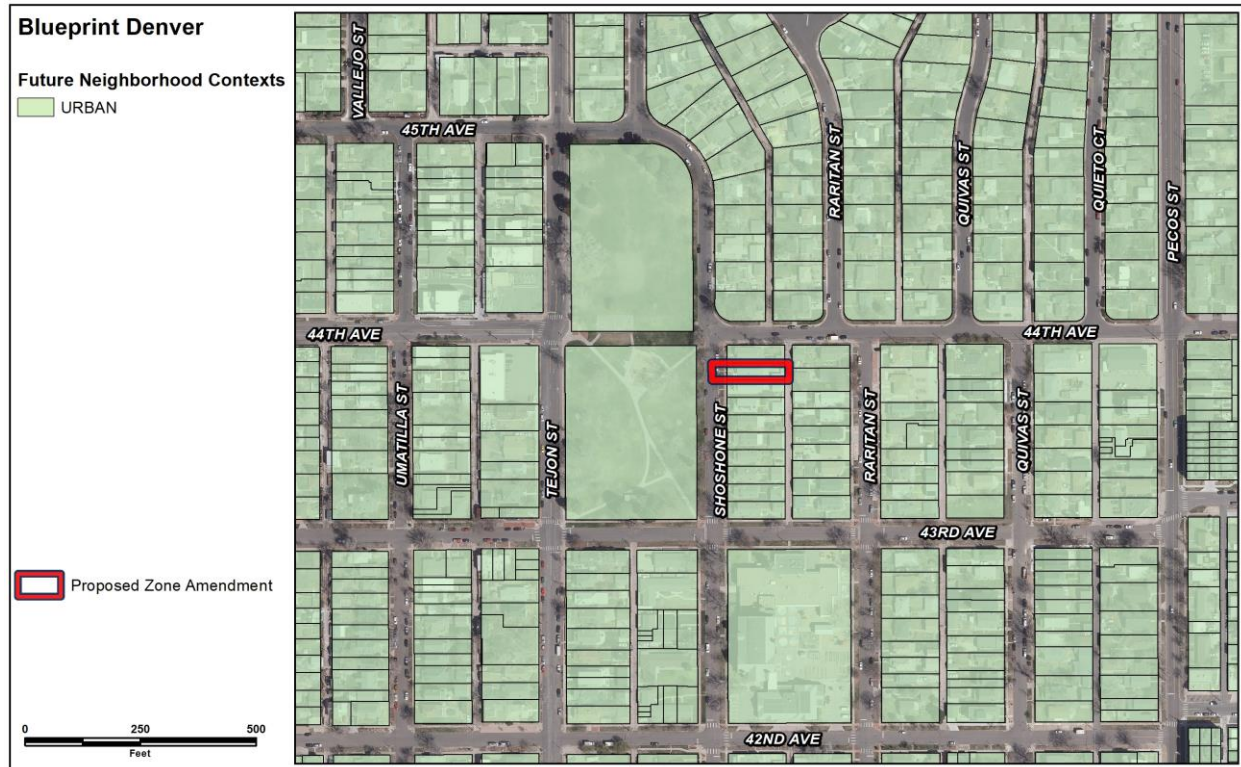 Blueprint Denver
Future Neighborhood Contexts
URBAN
Proposed Zone Amendment
0 250 500
Feet
VALLEJO ST
45TH AVE
RARITAN ST
QUIVAS ST
QUIETO CT
PECOS ST
44TH AVE
44TH AVE
UMATILLA ST
TEJON ST
SHOSHONE ST
RARITAN ST
QUIVAS ST
43RD AVE
42ND AVE